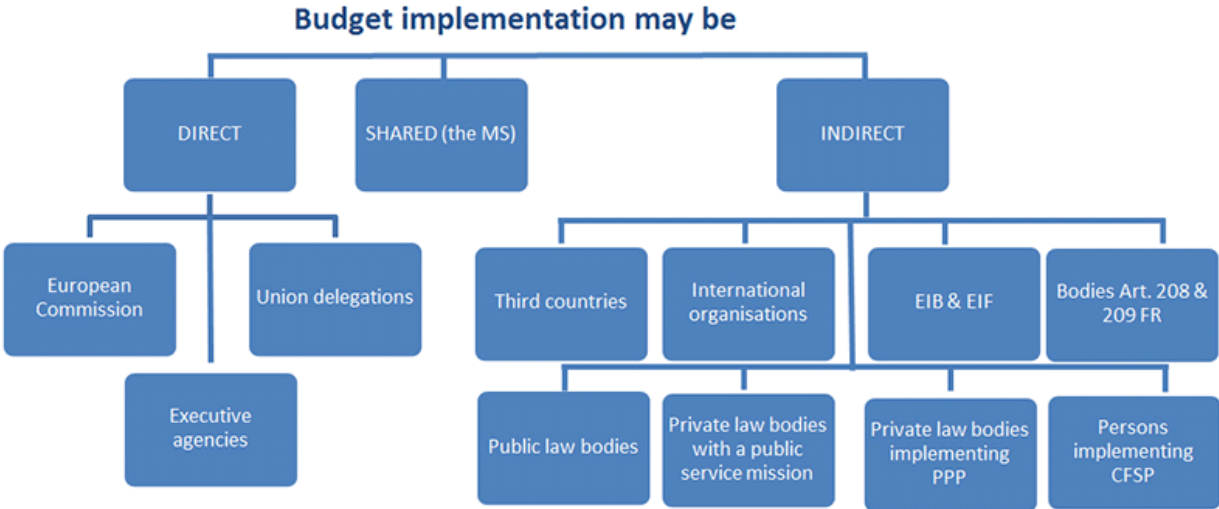 Budget implementation may be
DIRECT
SHARED (the MS)
INDIRECT
European
Commission
Union delegations
Executive
agencies
Third countries
International
organisations
EIB & EIF
Bodies Art. 208 &
209 FR
Public law bodies
Private law bodies
with a public
service mission
Private law bodies
implementing
PPP
Persons
implementing
CFSP